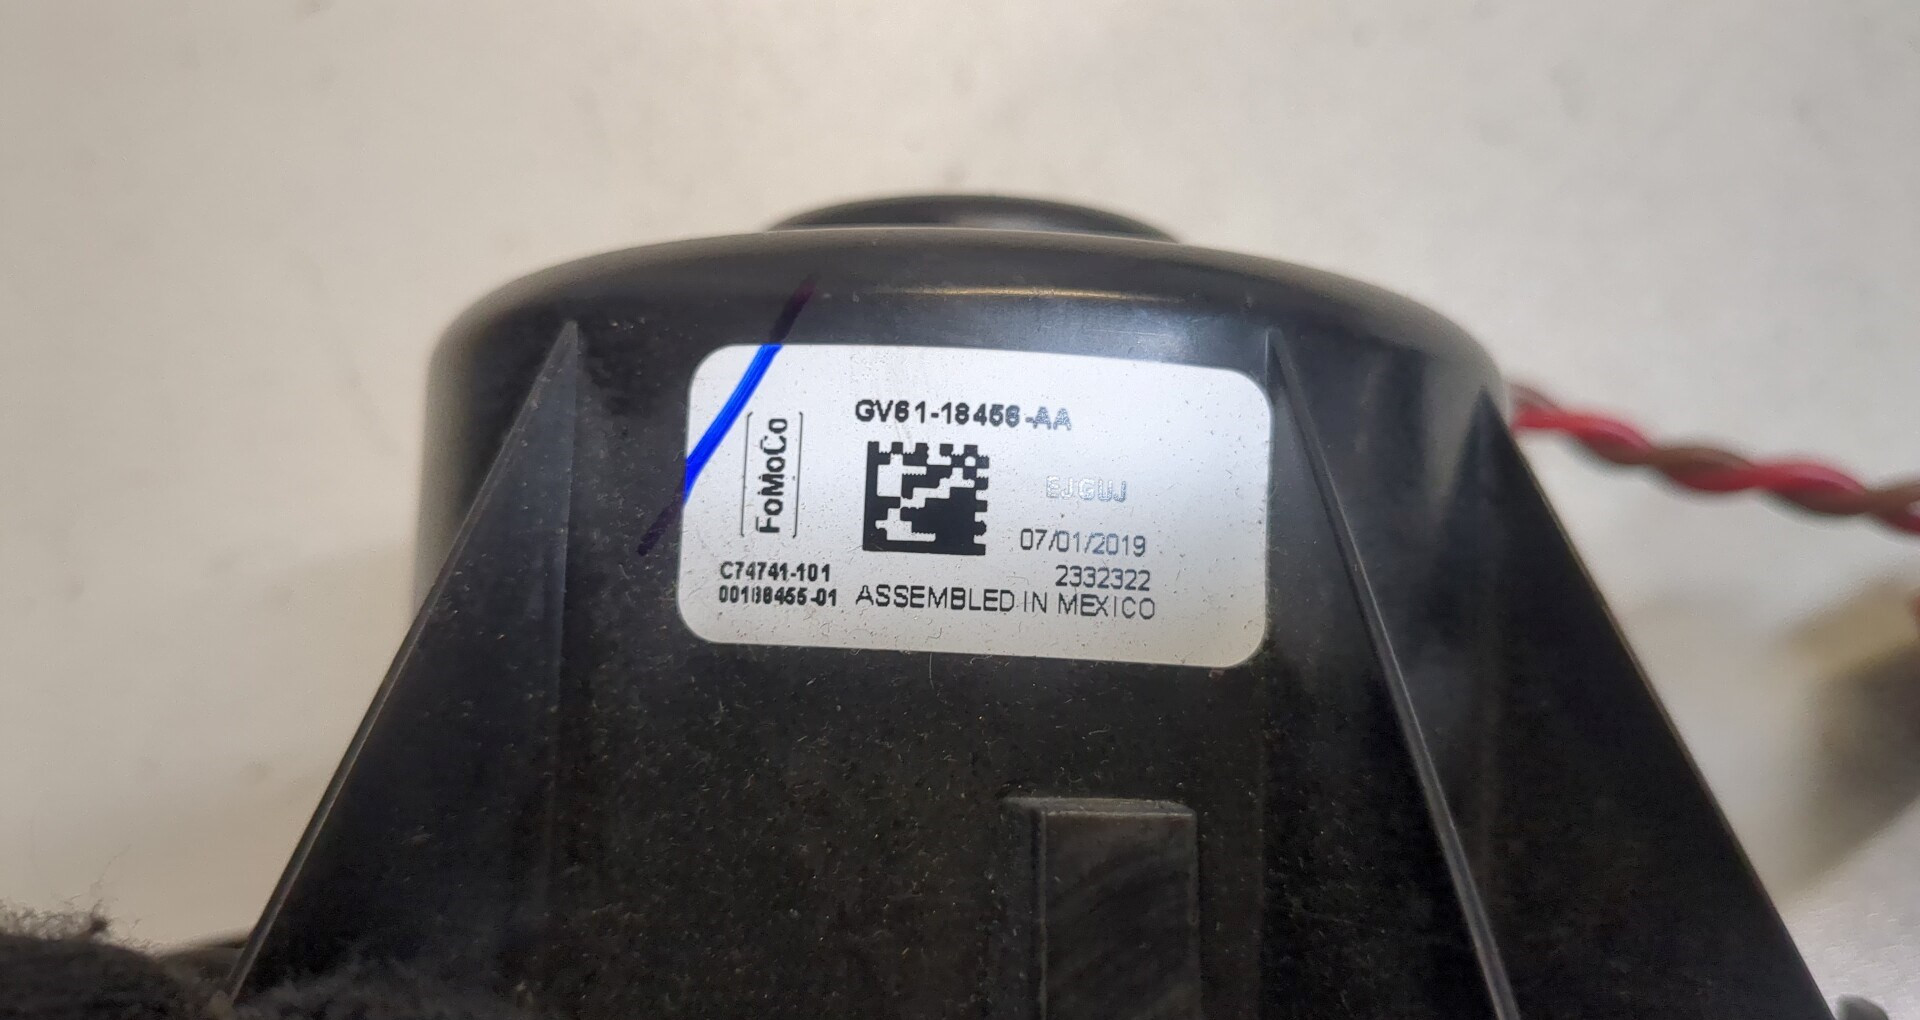 GV61-18456-AA
FoMoCo
EJGUJ
07/01/2019
C74741-101
2332322
00188455-01
ASSEMBLED IN MEXICO